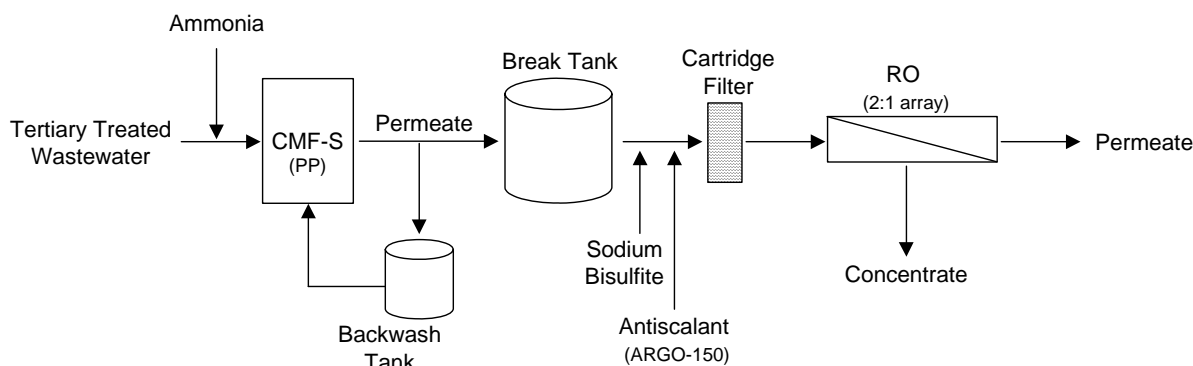 Ammonia
Tertiary Treated
Wastewater
CMF-S
(PP)
Permeate
Backwash
Tank
Break Tank
Sodium
Bisulfite
Antiscalant
(ARGO-150)
Cartridge
Filter
RO
(2:1 array)
Permeate
Concentrate